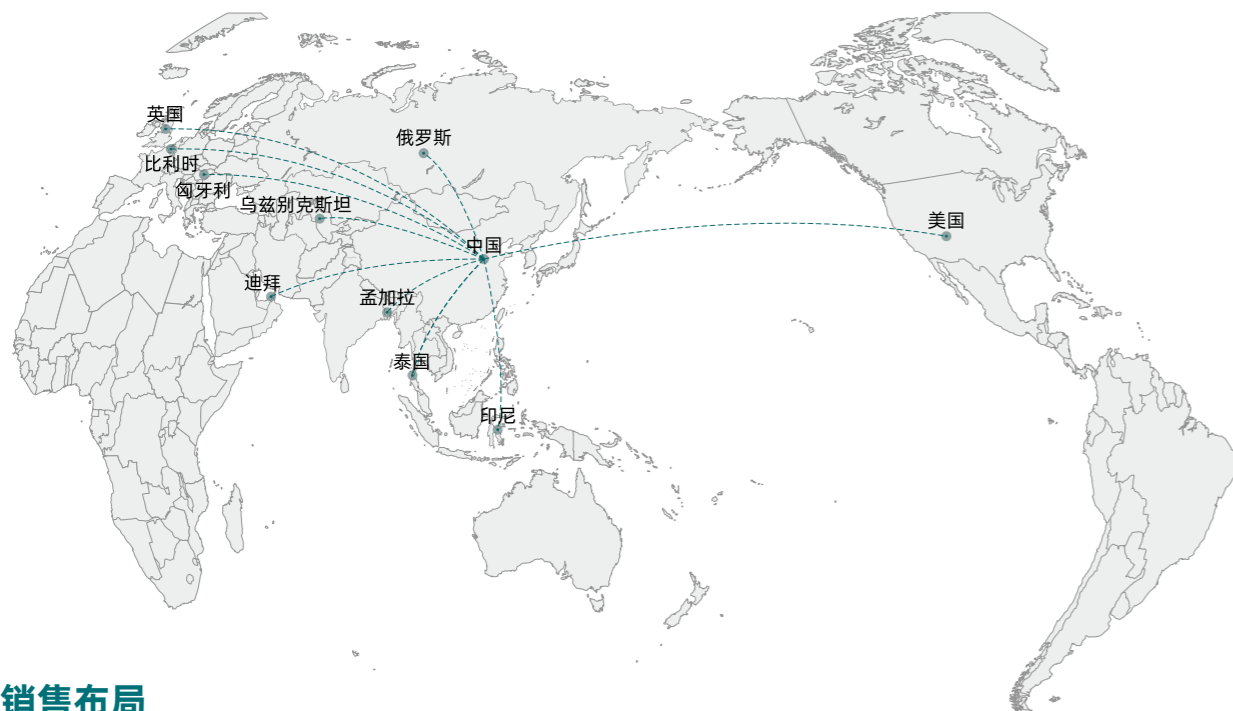 英国
俄罗斯
比利时
匈牙利
乌兹别克斯坦
美国
中国
迪拜
孟加拉
泰国
印尼
销售布局